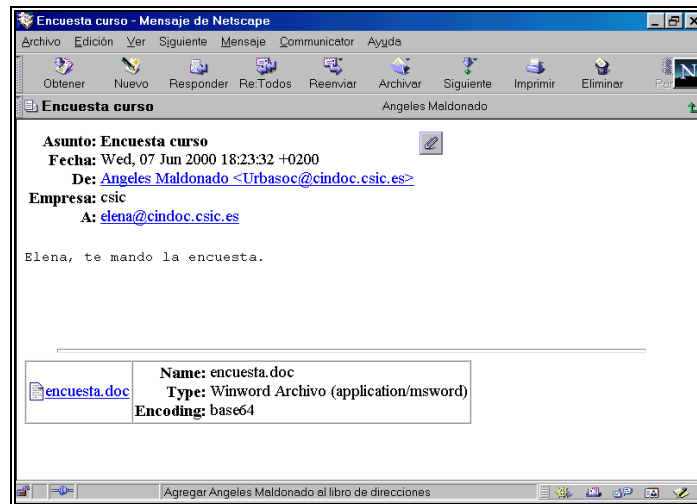 Encuesta curso - Mensaje de Netscape
Archivo Edición Ver Siguiente Mensaje Communicator Ayuda
Obtener Nuevo Responder Re:Todos Reenviar Archivar Siguiente Imprimir Eliminar
N
Encuesta curso Angeles Maldonado
Asunto: Encuesta curso
Fecha: Wed, 07 Jun 2000 18:23:32 +0200
De: Angeles Maldonado <Urbasoc@cindoc.csic.es>
Empresa: csic
A: elena@cindoc.csic.es
Elena, te mando la encuesta.
encuesta.doc
Name: encuesta.doc
Type: Winword Archivo (application/msword)
Encoding: base64
Agregar Angeles Maldonado al libro de direcciones